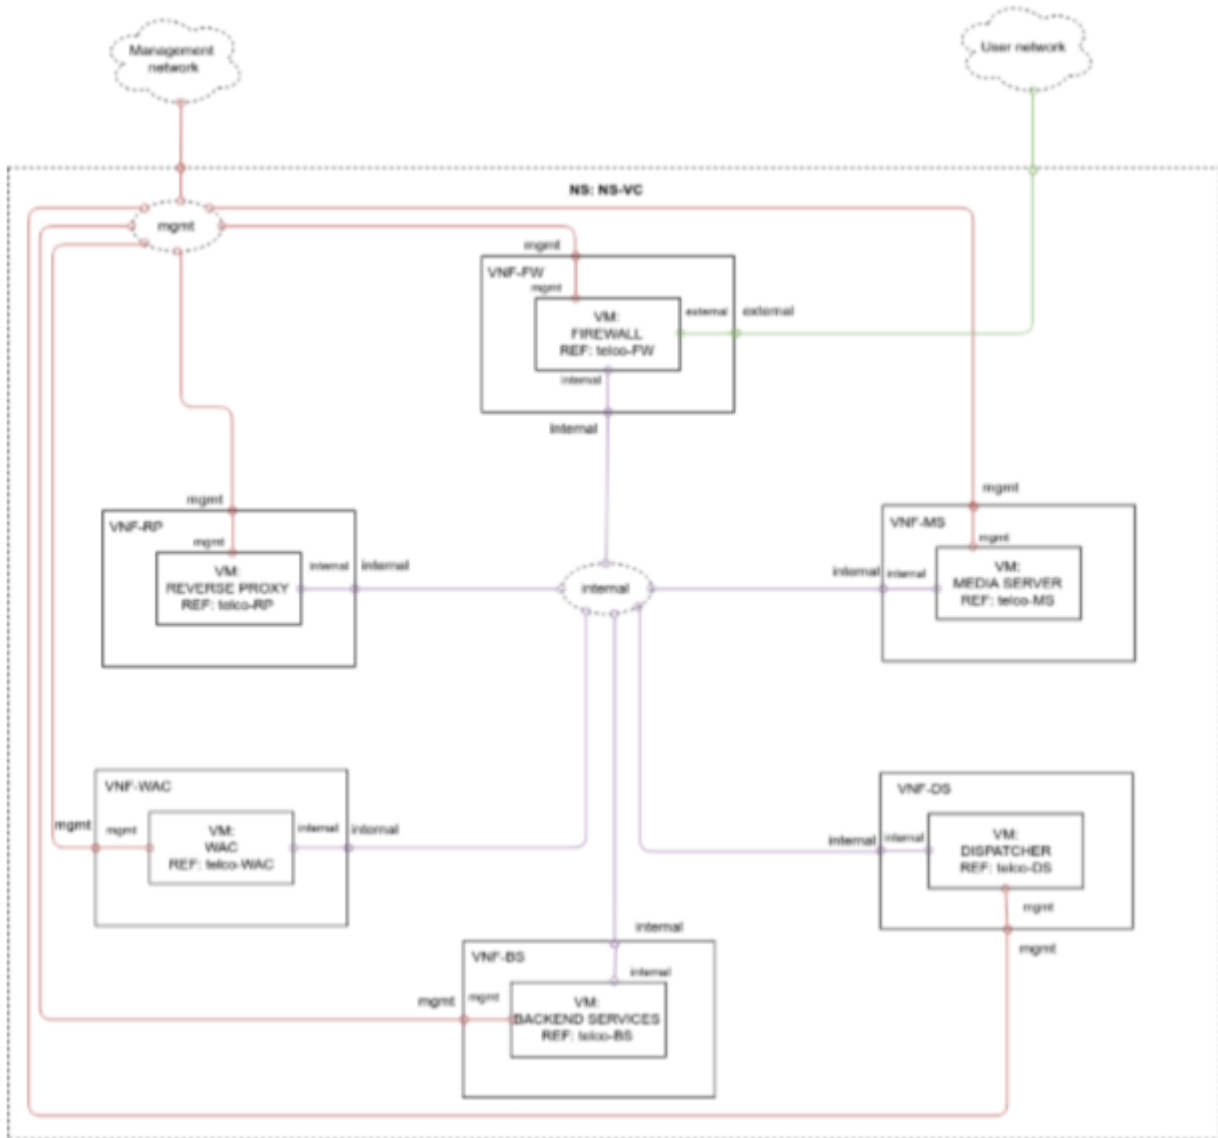 Management
network
User network
NS: NS-VC
mgmt
mgmt
VNF-FW
mgmt
VM:
FIREWALL
REF: telco-FW
external
external
internal
internal
mgmt
VNF-RP
mgmt
VM:
REVERSE PROXY
REF: telco-RP
internal
internal
internal
mgmt
VNF-MS
mgmt
internal
internal
VM:
MEDIA SERVER
REF: telco-MS
VNF-WAC
mgmt
mgmt
VM:
WAC
REF: telco-WAC
internal
internal
VNF-DS
internal
internal
VM:
DISPATCHER
REF: telco-DS
mgmt
mgmt
internal
VNF-BS
internal
mgmt
mgmt
VM:
BACKEND SERVICES
REF: telco-BS